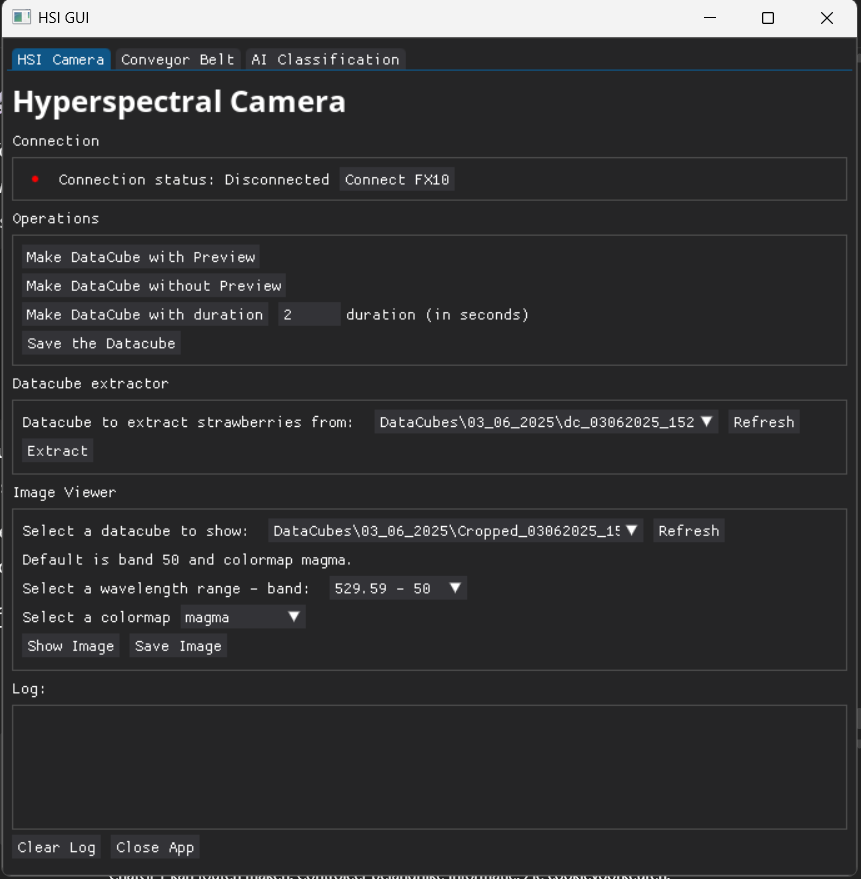 HSI GUI
HSI Camera Conveyor Belt AI Classification
Hyperspectral Camera
Connection
Connection status: Disconnected Connect FX10
Operations
Make DataCube with Preview
Make DataCube without Preview
Make DataCube with duration 2 duration (in seconds)
Save the Datacube
Datacube extractor
Datacube to extract strawberries from: DataCubes\03_06_2025\dc_03062025_152 Refresh
Extract
Image Viewer
Select a datacube to show: DataCubes\03_06_2025\Cropped_03062025_15 Refresh
Default is band 50 and colormap magma.
Select a wavelength range - band: 529.59 - 50
Select a colormap magma
Show Image Save Image
Log:
Clear Log Close App